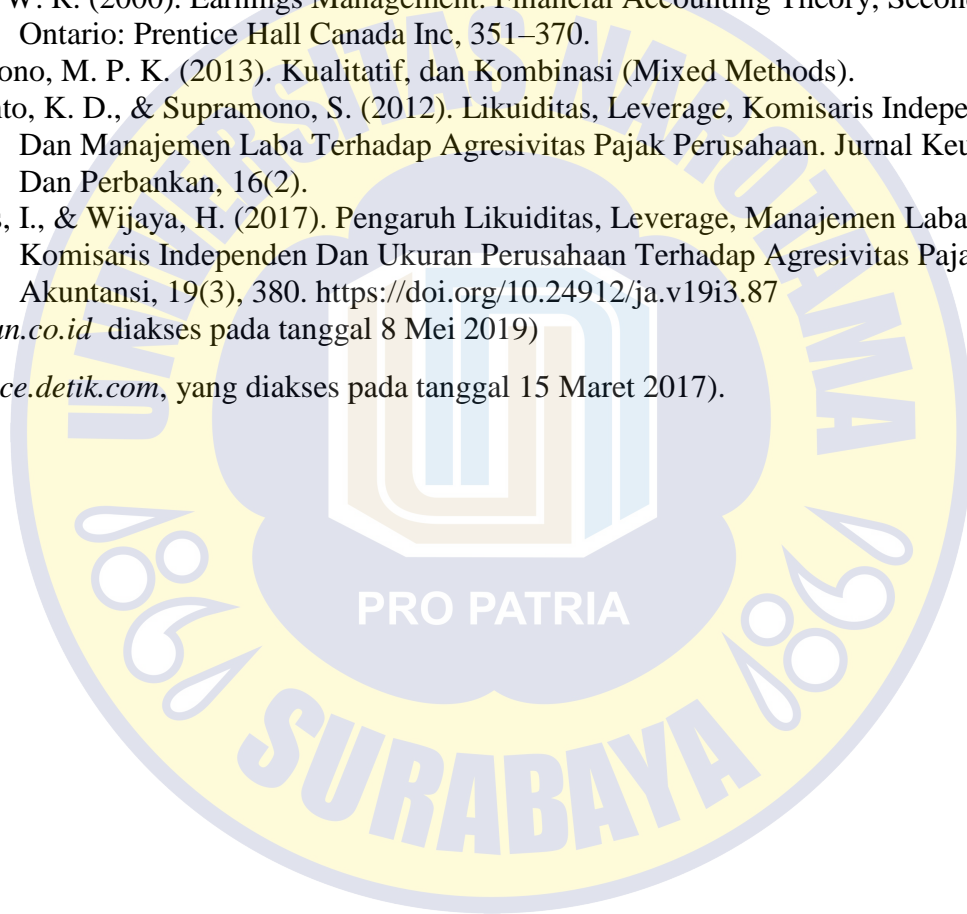 W. R. (2000). Earnings Management. Financial Accounting Theory, Secon
Ontario: Prentice Hall Canada Inc, 351–370.
ono, M. P. K. (2013). Kualitatif, dan Kombinasi (Mixed Methods).
nto, K. D., & Supramono, S. (2012). Likuiditas, Leverage, Komisaris Indepe
Dan Manajemen Laba Terhadap Agresivitas Pajak Perusahaan. Jurnal Keu
Dan Perbankan, 16(2).
, I., & Wijaya, H. (2017). Pengaruh Likuiditas, Leverage, Manajemen Laba
Komisaris Independen Dan Ukuran Perusahaan Terhadap Agresivitas Paja
Akuntansi, 19(3), 380. https://doi.org/10.24912/ja.v19i3.87
n.co.id diakses pada tanggal 8 Mei 2019)
ce.detik.com, yang diakses pada tanggal 15 Maret 2017).
UNIVERSITAS NAROTAMA
PRO PATRIA
SURABAYA